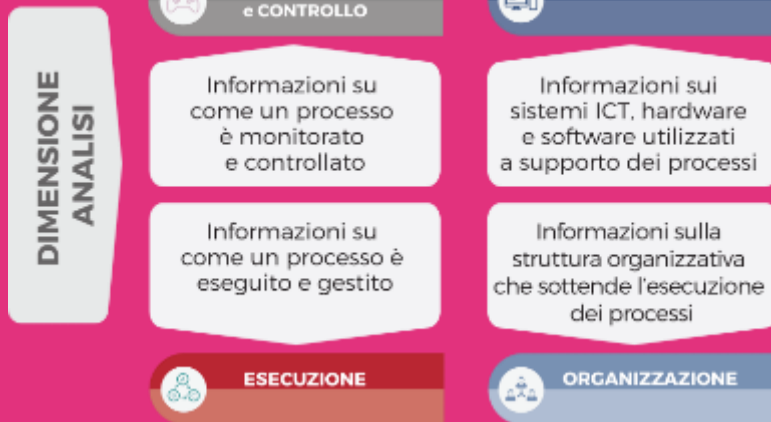 DIMENSIONE
ANALISI
e CONTROLLO
Informazioni su
come un processo
è monitorato
e controllato
Informazioni sui
sistemi ICT, hardware
e software utilizzati
a supporto dei processi
Informazioni su
come un processo è
eseguito e gestito
Informazioni sulla
struttura organizzativa
che sottende l'esecuzione
dei processi
ESECUZIONE
ORGANIZZAZIONE